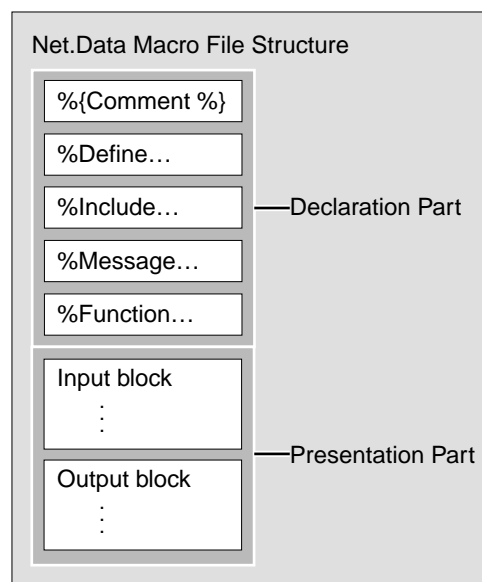 Net.Data Macro File Structure
%{Comment %}
%Define…
%Include…
Declaration Part
%Message…
%Function…
Input block
.
.
.
Presentation Part
Output block
.
.
.